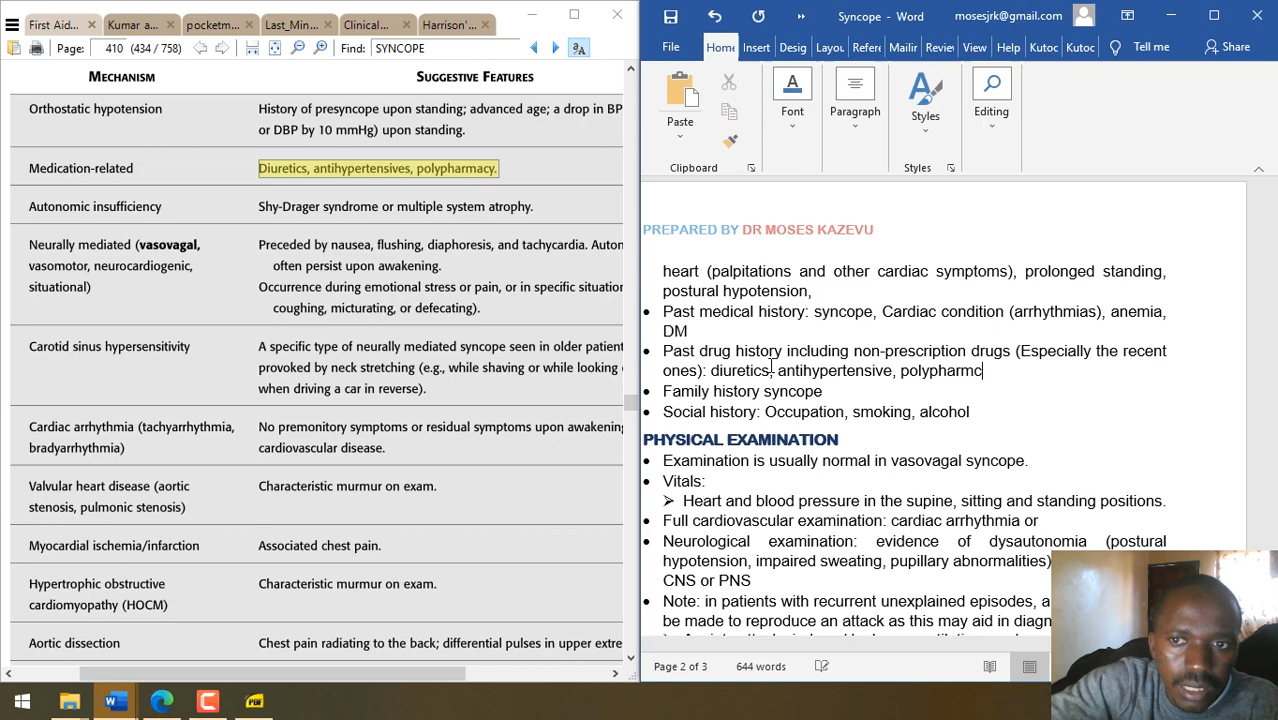 First Aid...
Kumar a...
pocketm...
Last_Min...
Clinical...
Harrison'...
Page: 410 (434 / 758)
Find: SYNCOPE
MECHANISM SUGGESTIVE FEATURES
Orthostatic hypotension History of presyncope upon standing; advanced age; a drop in BP
or DBP by 10 mmHg) upon standing.
Medication-related Diuretics, antihypertensives, polypharmacy.
Autonomic insufficiency Shy-Drager syndrome or multiple system atrophy.
Neurally mediated (vasovagal, Preceded by nausea, flushing, diaphoresis, and tachycardia. Auton
vasomotor, neurocardiogenic, often persist upon awakening.
situational) Occurrence during emotional stress or pain, or in specific situation
coughing, micturating, or defecating).
Carotid sinus hypersensitivity A specific type of neurally mediated syncope seen in older patient
provoked by neck stretching (e.g., while shaving or while looking
when driving a car in reverse).
Cardiac arrhythmia (tachyarrhythmia, No premonitory symptoms or residual symptoms upon awakening
bradyarrhythmia) cardiovascular disease.
Valvular heart disease (aortic Characteristic murmur on exam.
stenosis, pulmonic stenosis)
Myocardial ischemia/infarction Associated chest pain.
Hypertrophic obstructive Characteristic murmur on exam.
cardiomyopathy (HOCM)
Aortic dissection Chest pain radiating to the back; differential pulses in upper extre
Syncope - Word mosesjrk@gmail.com
File Home Insert Desig Layou Refere Mailin Reviev View Help Kutoc Kutoc Tell me Share
Paste Font Paragraph Styles Editing
Clipboard Styles
PREPARED BY DR MOSES KAZEVU
heart (palpitations and other cardiac symptoms), prolonged standing,
postural hypotension,
• Past medical history: syncope, Cardiac condition (arrhythmias), anemia,
DM
• Past drug history including non-prescription drugs (Especially the recent
ones): diuretics, antihypertensive, polypharmc
• Family history syncope
• Social history: Occupation, smoking, alcohol
PHYSICAL EXAMINATION
• Examination is usually normal in vasovagal syncope.
• Vitals:
➢ Heart and blood pressure in the supine, sitting and standing positions.
• Full cardiovascular examination: cardiac arrhythmia or
• Neurological examination: evidence of dysautonomia (postural
hypotension, impaired sweating, pupillary abnormalities)
CNS or PNS
• Note: in patients with recurrent unexplained episodes, a
be made to reproduce an attack as this may aid in diagn
Page 2 of 3 644 words
PDF